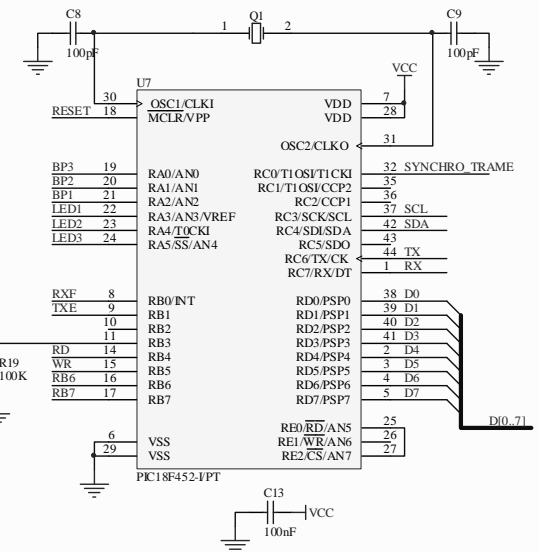 C8 Q1 C9
1 2
100pF 100pF
U7 VCC
30 OSC1/CLKI VDD 7
RESET 18 MCLR/VPP VDD 28
OSC2/CLKO 31
BP3 19 RA0/AN0 RC0/T1OSI/T1CKI 32 SYNCHRO_TRAME
BP2 20 RA1/AN1 RC1/T1OSI/CCP2 35
BP1 21 RA2/AN2 RC2/CCP1 36
LED1 22 RA3/AN3/VREF RC3/SCK/SCL 37 SCL
LED2 23 RA4/T0CKI RC4/SDI/SDA 42 SDA
LED3 24 RA5/SS/AN4 RC5/SDO 43
RC6/TX/CK 44 TX
RC7/RX/DT 1 RX
RXF 8 RB0/INT RD0/PSP0 38 D0
TXE 9 RB1 RD1/PSP1 39 D1
10 RB2 RD2/PSP2 40 D2
11 RB3 RD3/PSP3 41 D3
RD 14 RB4 RD4/PSP4 2 D4
WR 15 RB5 RD5/PSP5 3 D5
RB6 16 RB6 RD6/PSP6 4 D6
RB7 17 RB7 RD7/PSP7 5 D7
R19
100K
RE0/RD/AN5 25
D[0..7]
6 VSS RE1/WR/AN6 26
29 VSS RE2/CS/AN7 27
PIC18F452-I/PT
C13
VCC
100nF